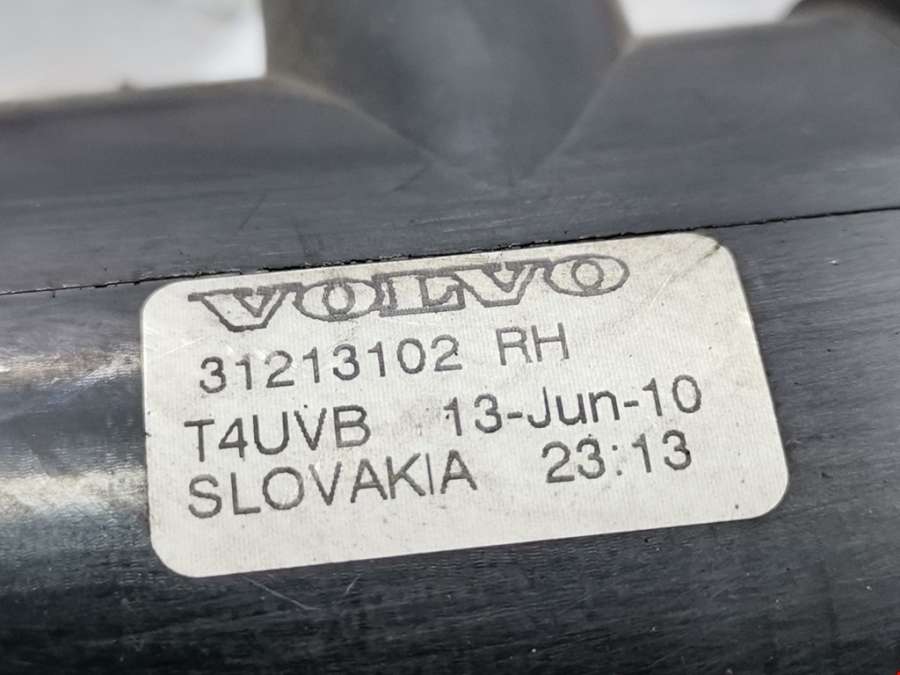 VOLVO
31213102 RH
T4UVB 13-Jun-10
SLOVAKIA 23:13